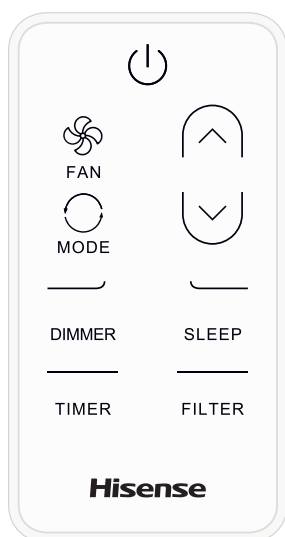 FAN
MODE
DIMMER SLEEP
TIMER FILTER
Hisense